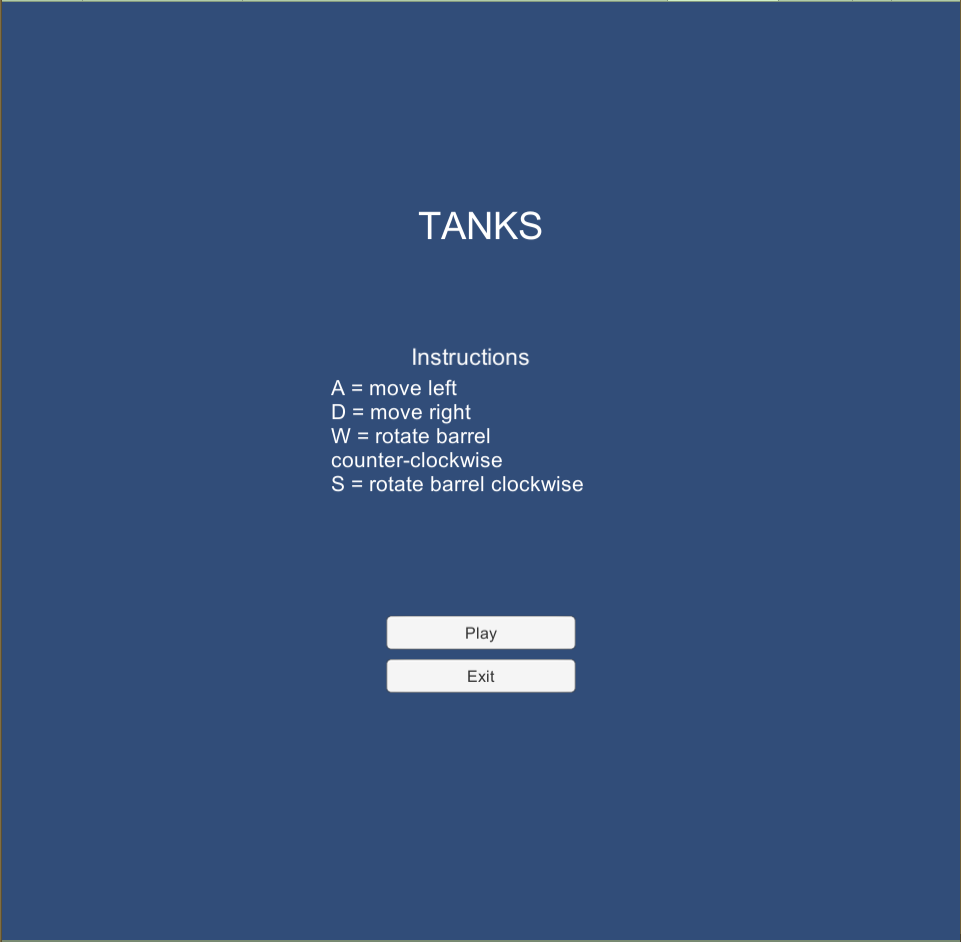 TANKS
Instructions
A = move left
D = move right
W = rotate barrel
counter-clockwise
S = rotate barrel clockwise
Play
Exit